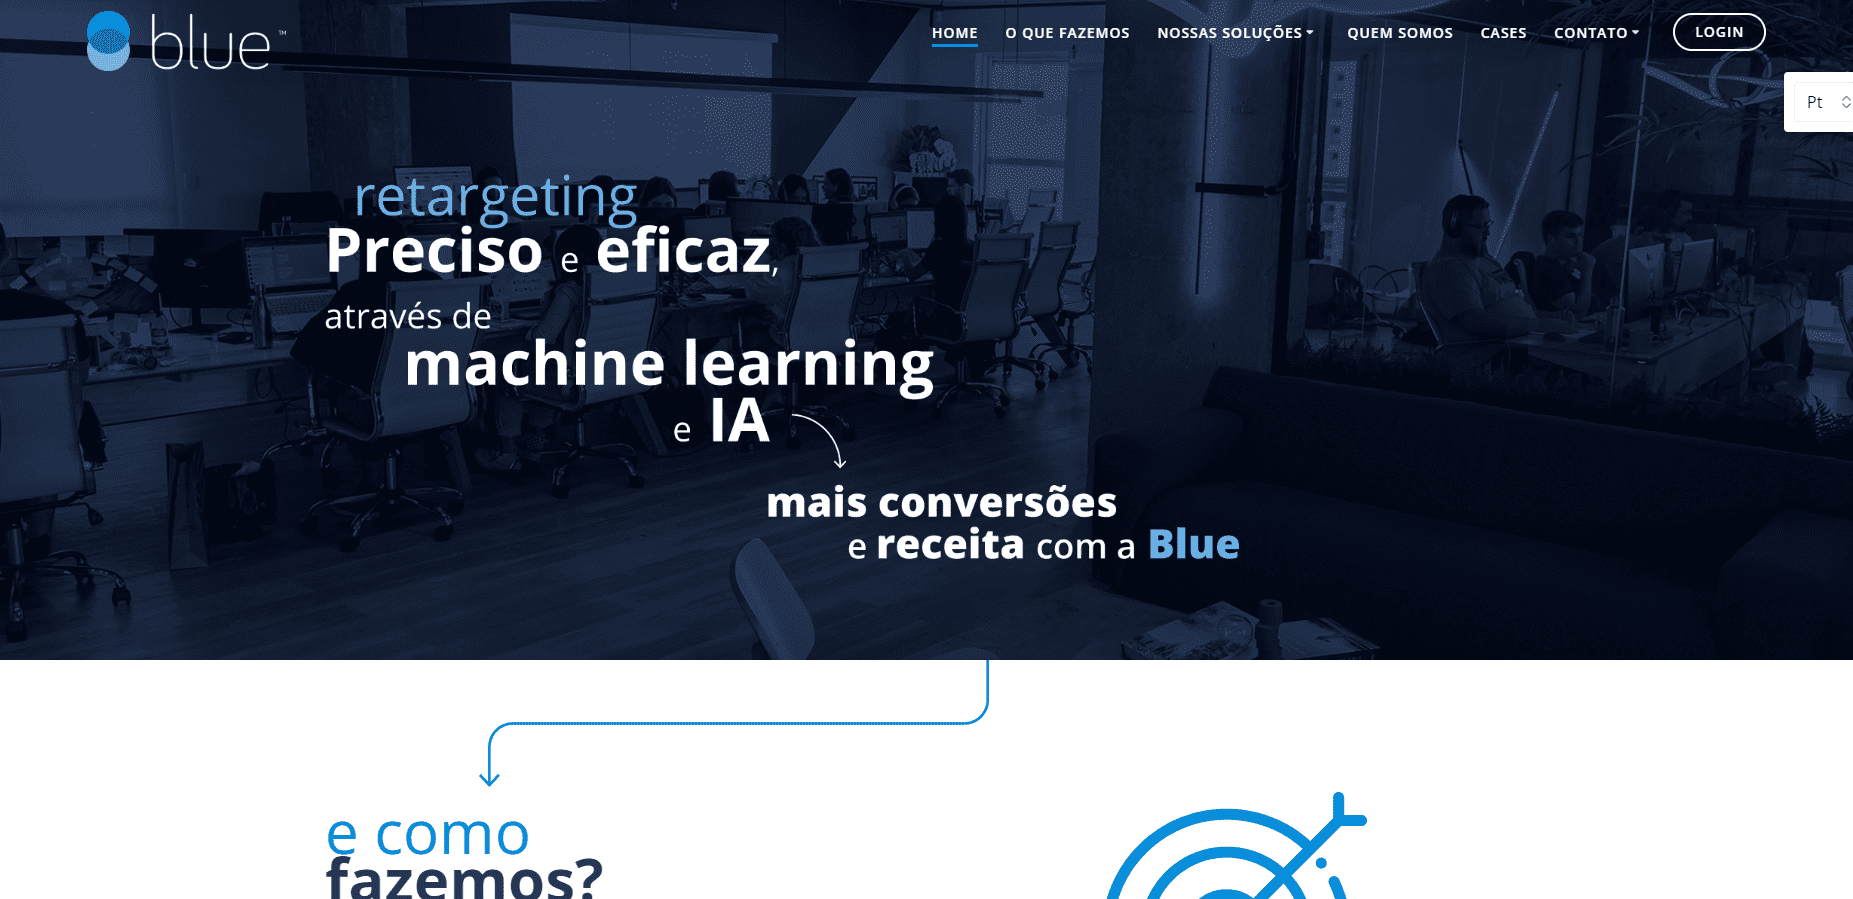 blue™
HOME O QUE FAZEMOS NOSSAS SOLUÇÕES QUEM SOMOS CASES CONTATO LOGIN
Pt
retargeting
Preciso e eficaz,
através de
machine learning
e IA
mais conversões
e receita com a Blue
e como
fazemos?